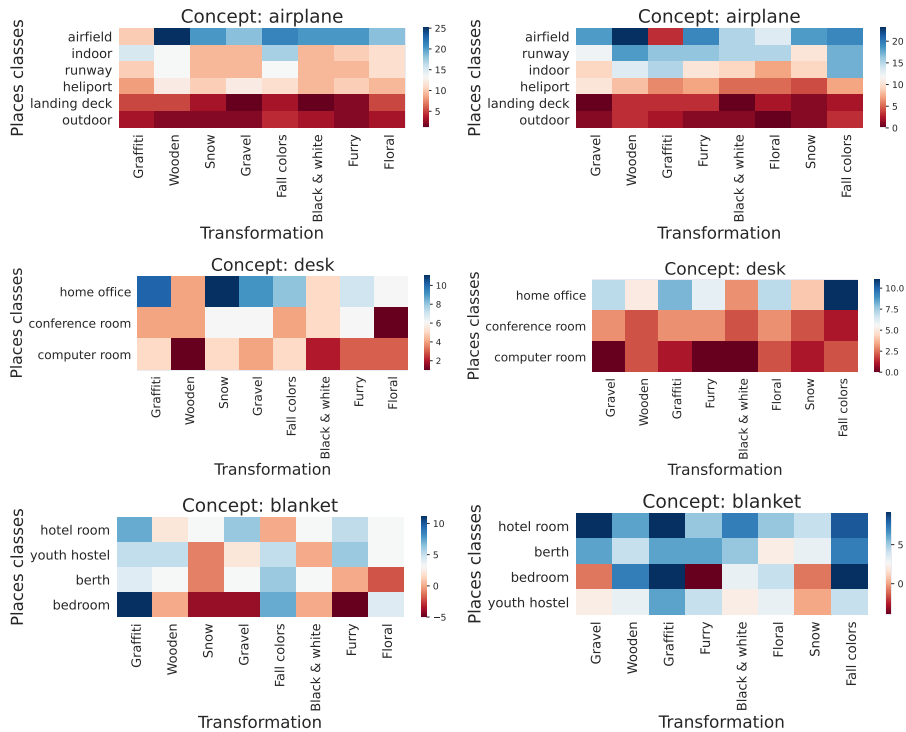 Concept: airplane
Places classes
airfield
indoor
runway
heliport
landing deck
outdoor
25
20
15
10
5
Graffiti
Wooden
Snow
Gravel
Fall colors
Black & white
Furry
Floral
Transformation
Concept: airplane
Places classes
airfield
runway
indoor
heliport
landing deck
outdoor
20
15
10
5
0
Gravel
Wooden
Graffiti
Furry
Black & white
Floral
Snow
Fall colors
Transformation
Concept: desk
Places classes
home office
conference room
computer room
10
8
6
4
2
Graffiti
Wooden
Snow
Gravel
Fall colors
Black & white
Furry
Floral
Transformation
Concept: desk
Places classes
home office
conference room
computer room
10.0
7.5
5.0
2.5
0.0
Gravel
Wooden
Graffiti
Furry
Black & white
Floral
Snow
Fall colors
Transformation
Concept: blanket
Places classes
hotel room
youth hostel
berth
bedroom
10
5
0
−5
Graffiti
Wooden
Snow
Gravel
Fall colors
Black & white
Furry
Floral
Transformation
Concept: blanket
Places classes
hotel room
berth
bedroom
youth hostel
5
0
Gravel
Wooden
Graffiti
Furry
Black & white
Floral
Snow
Fall colors
Transformation